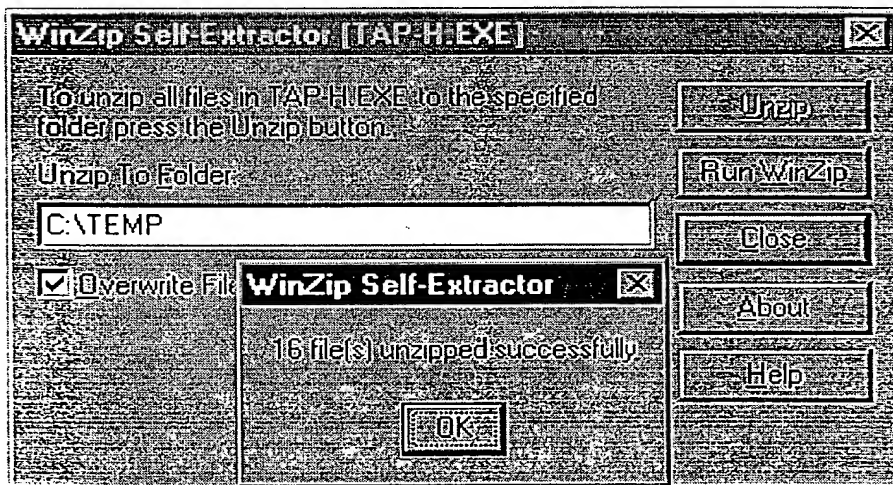 WinZip Self-Extractor [TAP-H.EXE]
To unzip all files in TAP-H.EXE to the specified
folder press the Unzip button.
Unzip To Folder:
C:\TEMP
Overwrite File
Unzip
Run WinZip
Close
About
Help
WinZip Self-Extractor
16 file(s) unzipped successfully
OK